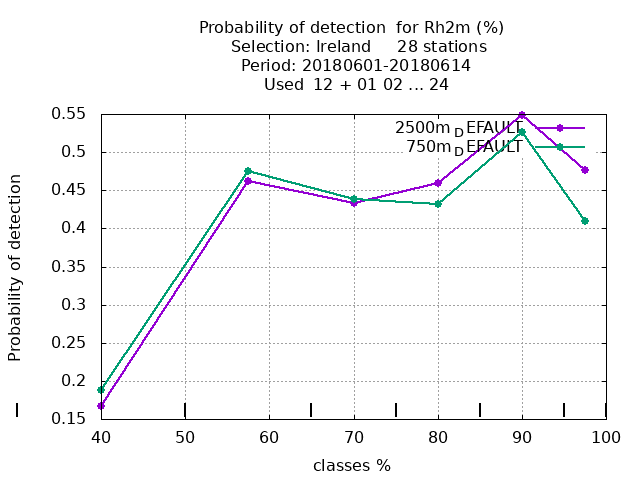 Probability of detection  for Rh2m (%)
Selection: Ireland     28 stations
Period: 20180601-20180614
Used  12 + 01 02 ... 24
Probability of detection
0.55
0.5
0.45
0.4
0.35
0.3
0.25
0.2
0.15
2500m_DEFAULT
750m_DEFAULT
40 50 60 70 80 90 100
classes %